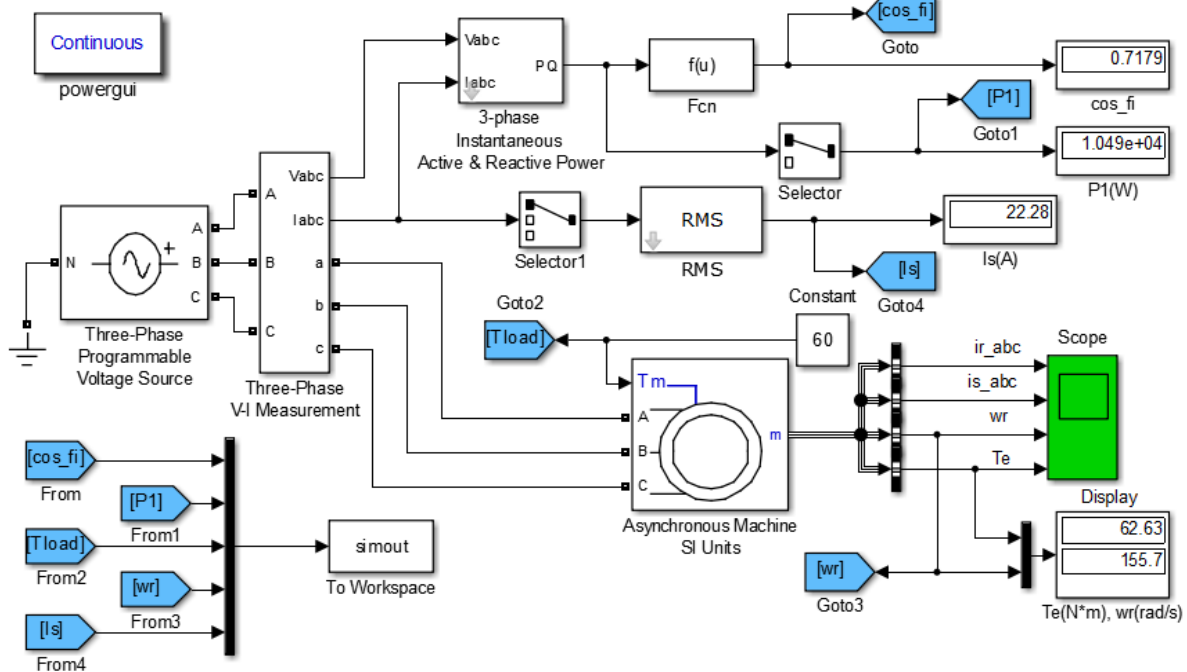 Continuous
powergui
Vabc
Iabc
PQ
3-phase
Instantaneous
Active & Reactive Power
f(u)
Fcn
[cos_fi]
Goto
0.7179
cos_fi
[P1]
Goto1
Selector
1.049e+04
P1(W)
N
A
B
C
Three-Phase
Programmable
Voltage Source
A
B
C
Vabc
Iabc
a
b
c
Three-Phase
V-I Measurement
Selector1
RMS
RMS
22.28
Is(A)
[Is]
Goto4
Goto2
[Tload]
Constant
60
Tm
A
B
C
m
Asynchronous Machine
SI Units
Scope
ir_abc
is_abc
wr
Te
Display
62.63
155.7
Te(N*m), wr(rad/s)
[wr]
Goto3
[cos_fi]
From
[P1]
From1
[Tload]
From2
[wr]
From3
[Is]
From4
simout
To Workspace